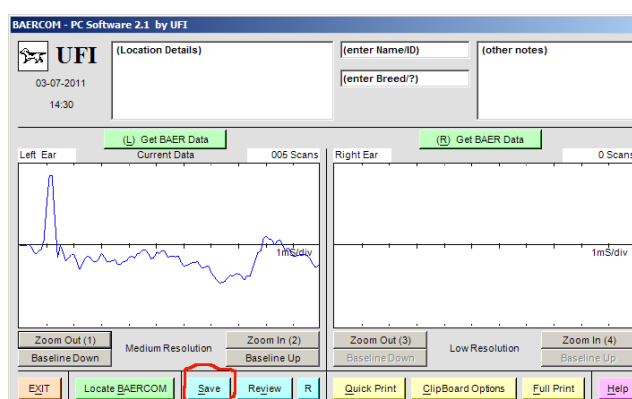 BAERCOM - PC Software 2.1 by UFI
UFI
(Location Details)
(enter Name/ID)
(other notes)
(enter Breed/?)
03-07-2011
14:30
(L) Get BAER Data
(R) Get BAER Data
Left Ear
Current Data
005 Scans
Right Ear
0 Scans
1mS/div
1mS/div
Zoom Out (1)
Medium Resolution
Zoom In (2)
Zoom Out (3)
Low Resolution
Zoom In (4)
Baseline Down
Baseline Up
Baseline Down
Baseline Up
EXIT
Locate BAERCOM
Save
Review
R
Quick Print
ClipBoard Options
Full Print
Help